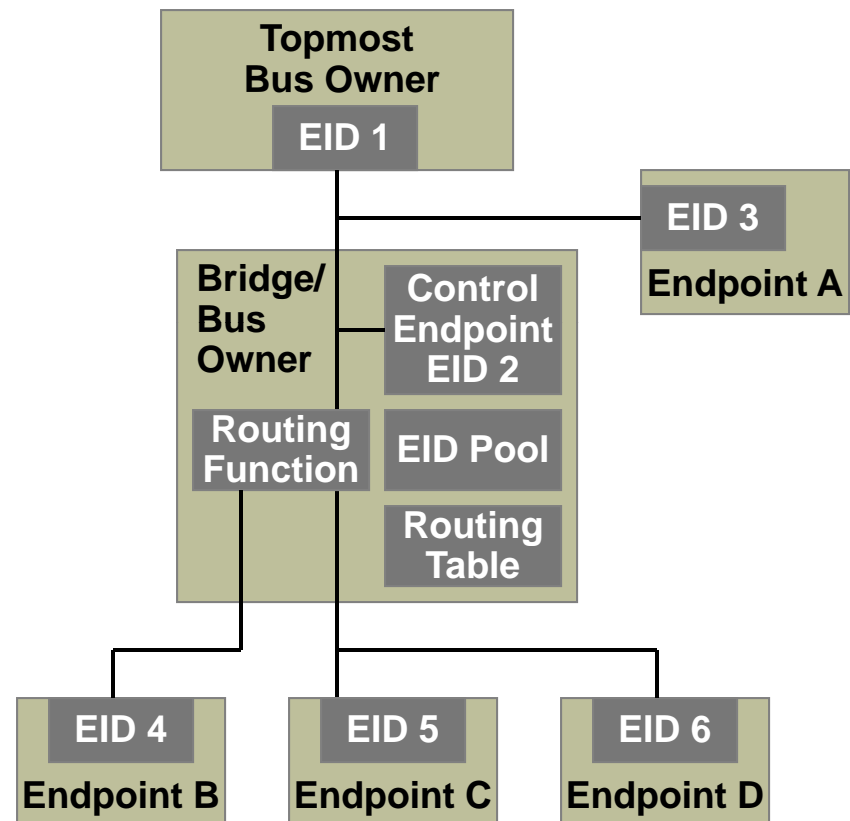 Topmost
Bus Owner
EID 1
EID 3
Endpoint A
Bridge/
Bus
Owner
Control
Endpoint
EID 2
Routing
Function
EID Pool
Routing
Table
EID 4
Endpoint B
EID 5
Endpoint C
EID 6
Endpoint D